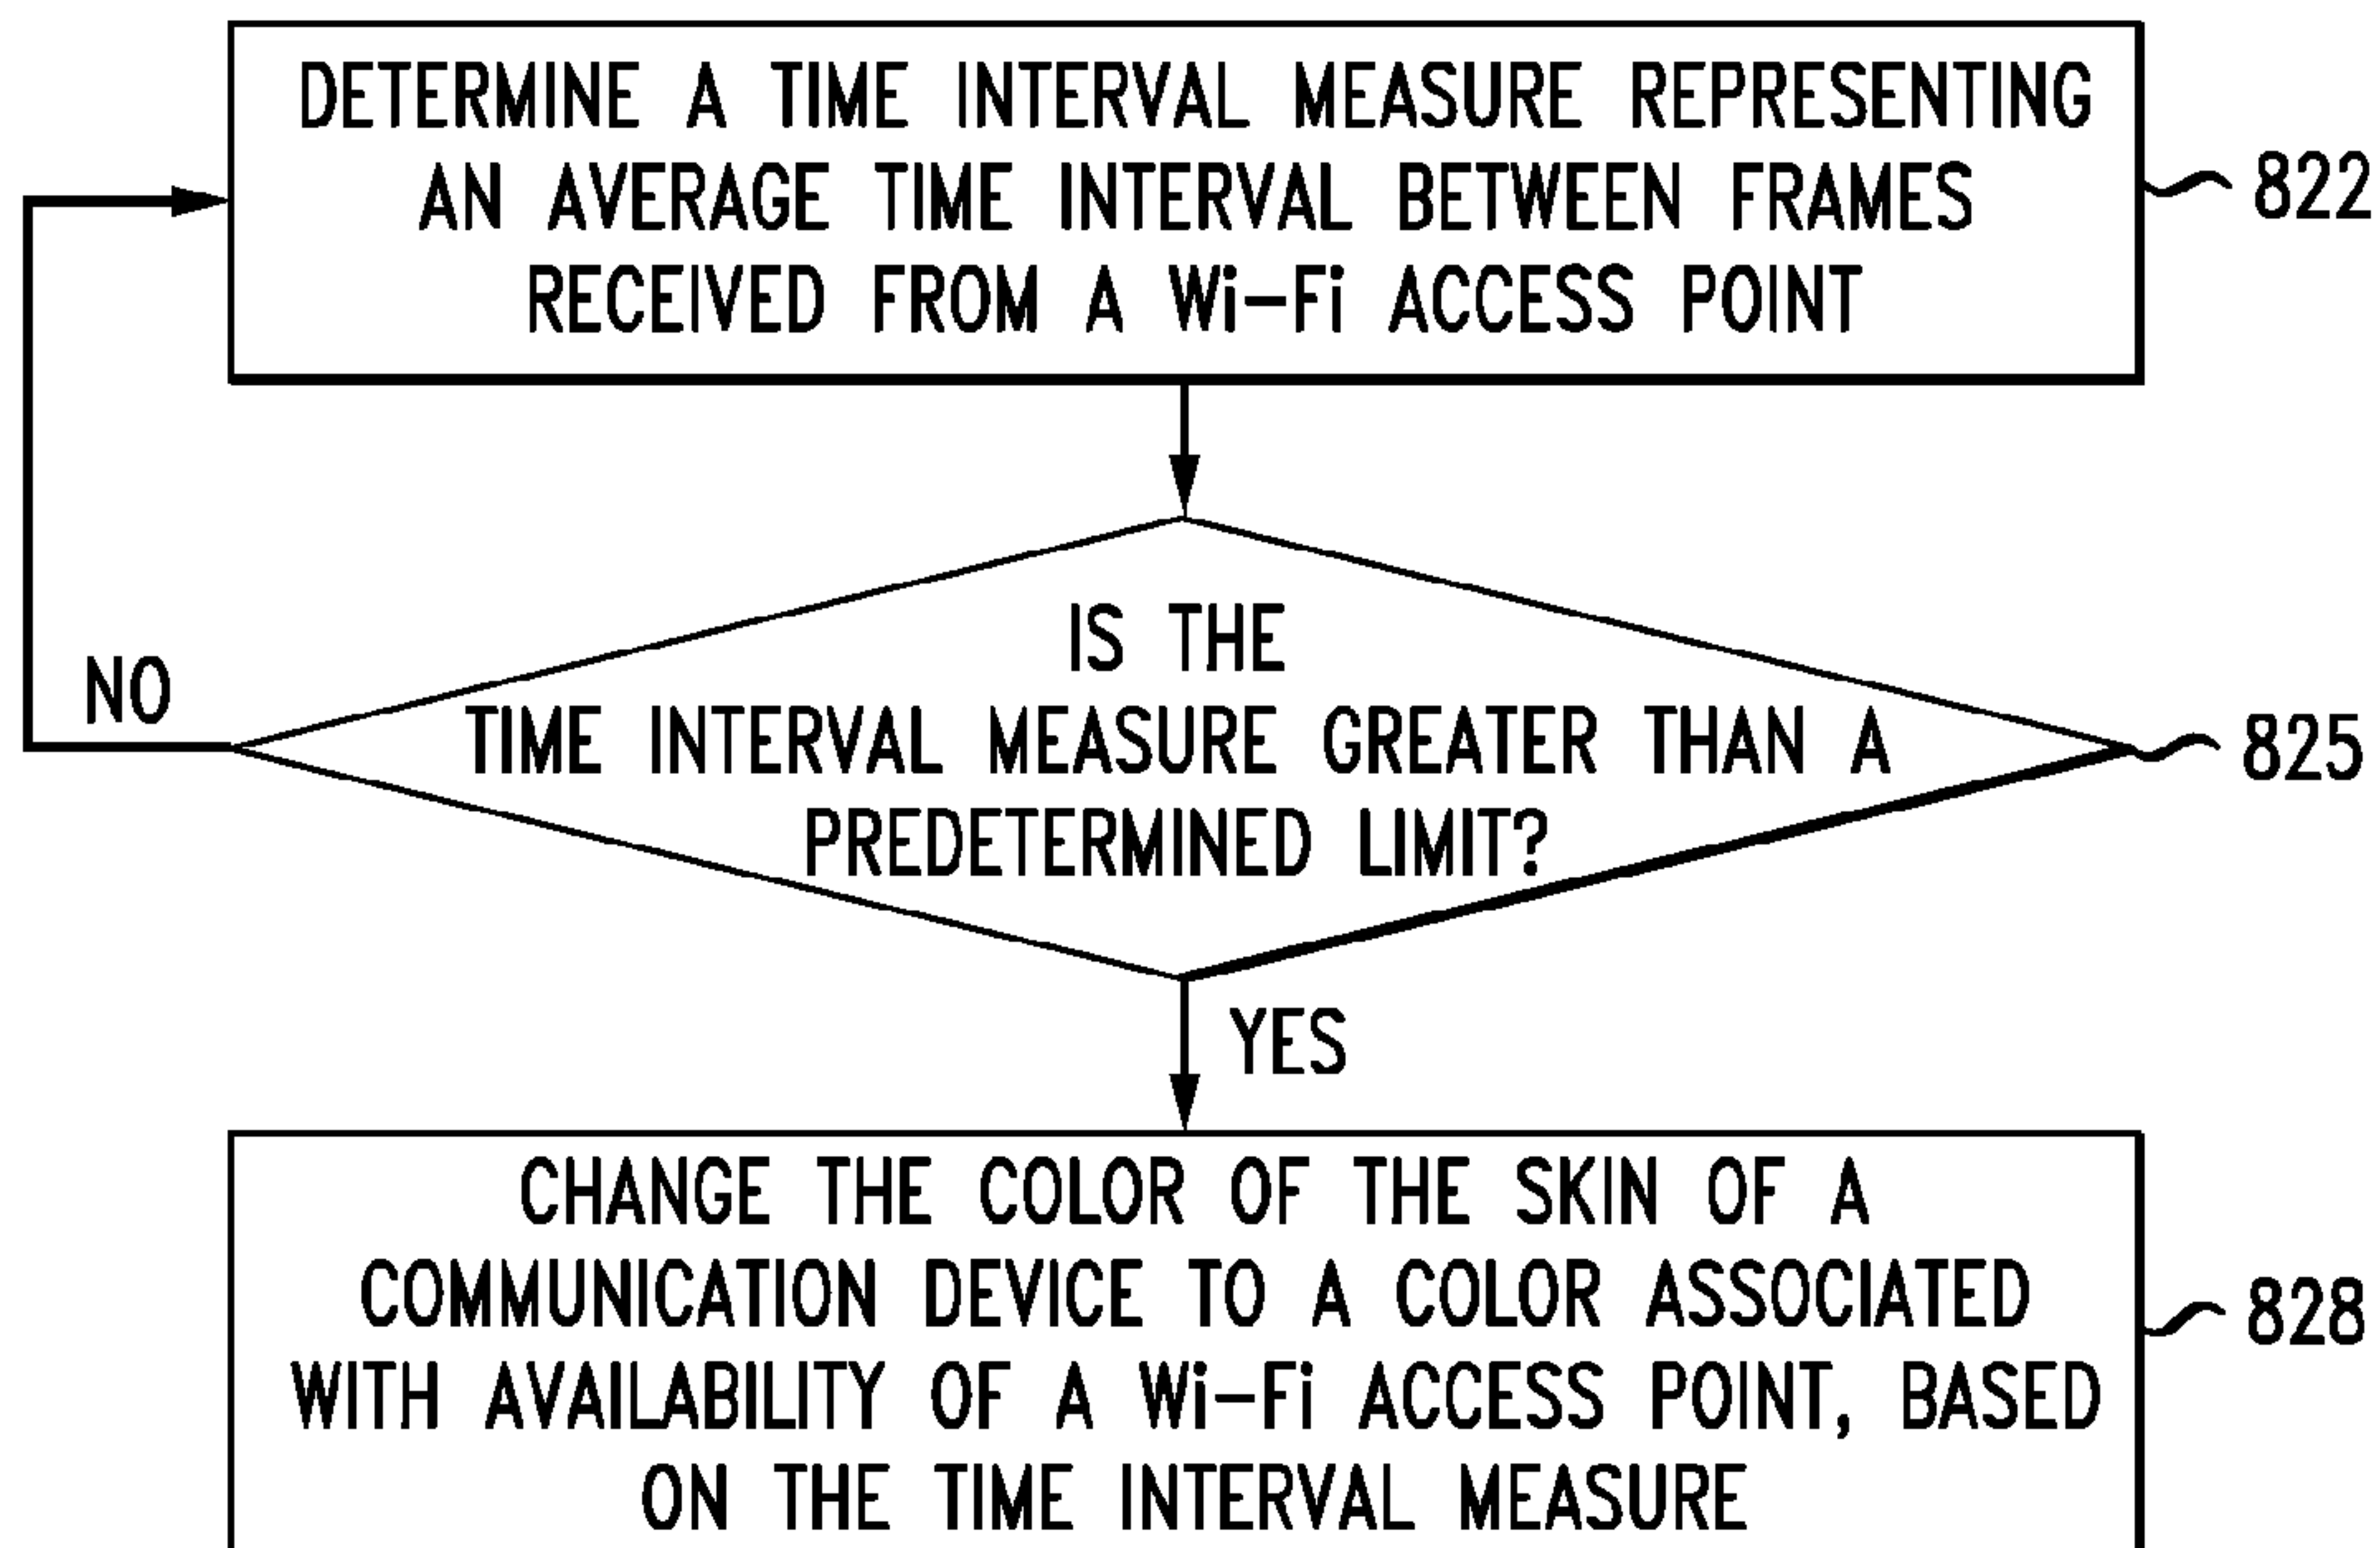 DETERMINE A TIME INTERVAL MEASURE REPRESENTING
AN AVERAGE TIME INTERVAL BETWEEN FRAMES
RECEIVED FROM A Wi-Fi ACCESS POINT
822
IS THE
TIME INTERVAL MEASURE GREATER THAN A
PREDETERMINED LIMIT?
825
NO
YES
CHANGE THE COLOR OF THE SKIN OF A
COMMUNICATION DEVICE TO A COLOR ASSOCIATED
WITH AVAILABILITY OF A Wi-Fi ACCESS POINT, BASED
ON THE TIME INTERVAL MEASURE
828